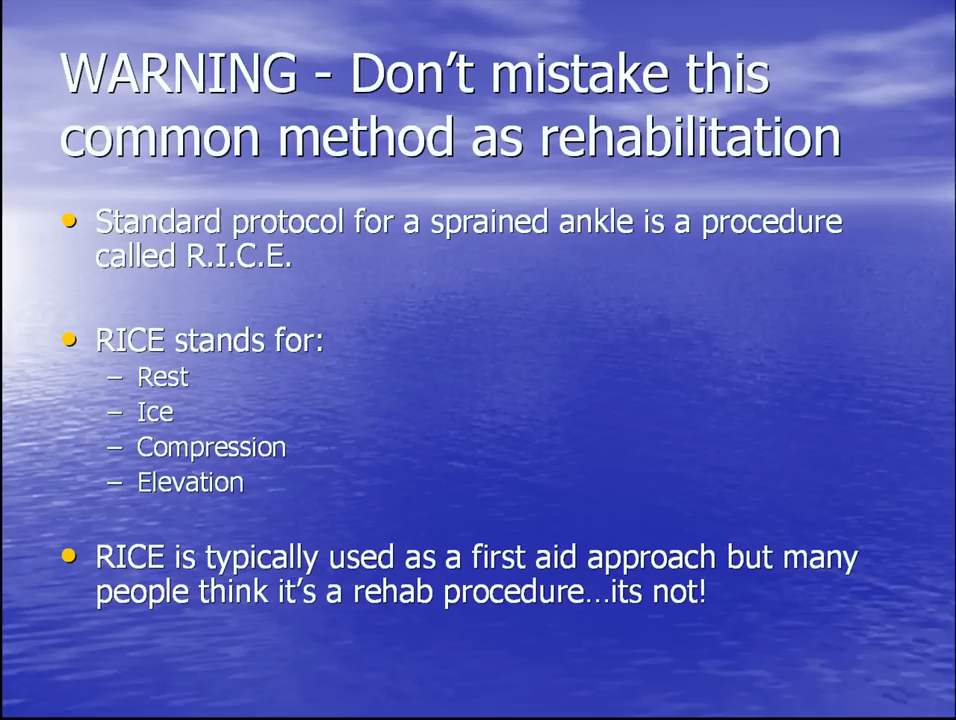 WARNING - Don’t mistake this
common method as rehabilitation
• Standard protocol for a sprained ankle is a procedure
called R.I.C.E.
• RICE stands for:
– Rest
– Ice
– Compression
– Elevation
• RICE is typically used as a first aid approach but many
people think it’s a rehab procedure…its not!